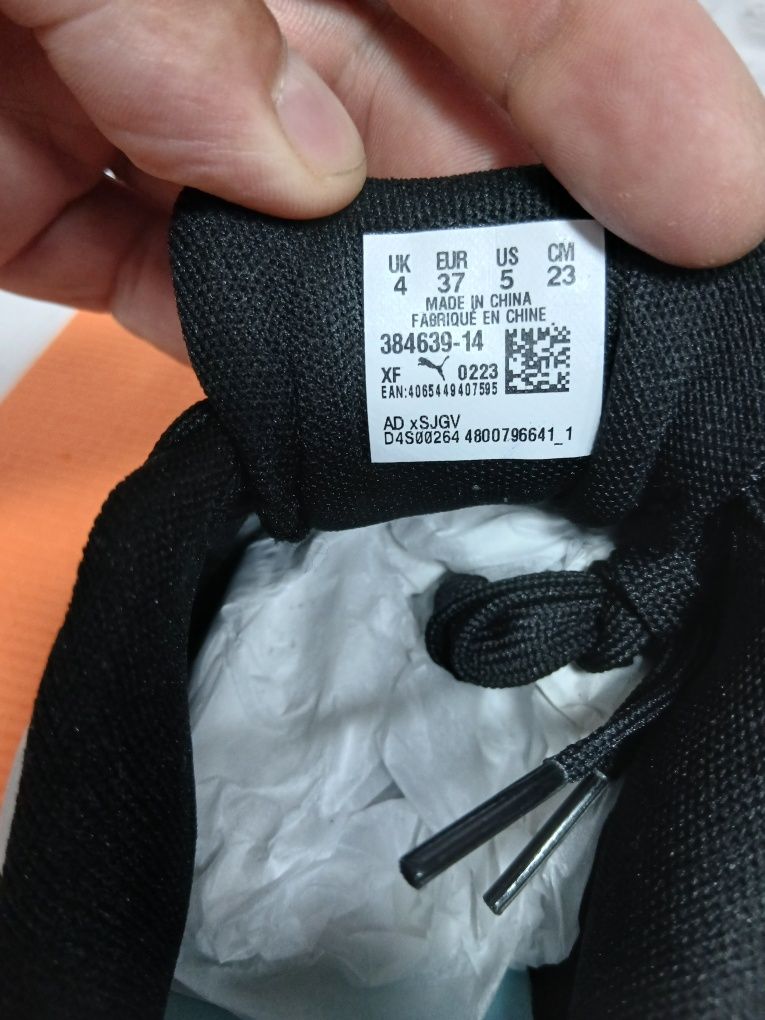 UK EUR US CM
4 37 5 23
MADE IN CHINA
FABRIQUÉ EN CHINE
384639-14
XF 0223
EAN:4065449407595
AD xSJGV
D4S00264 4800796641_1